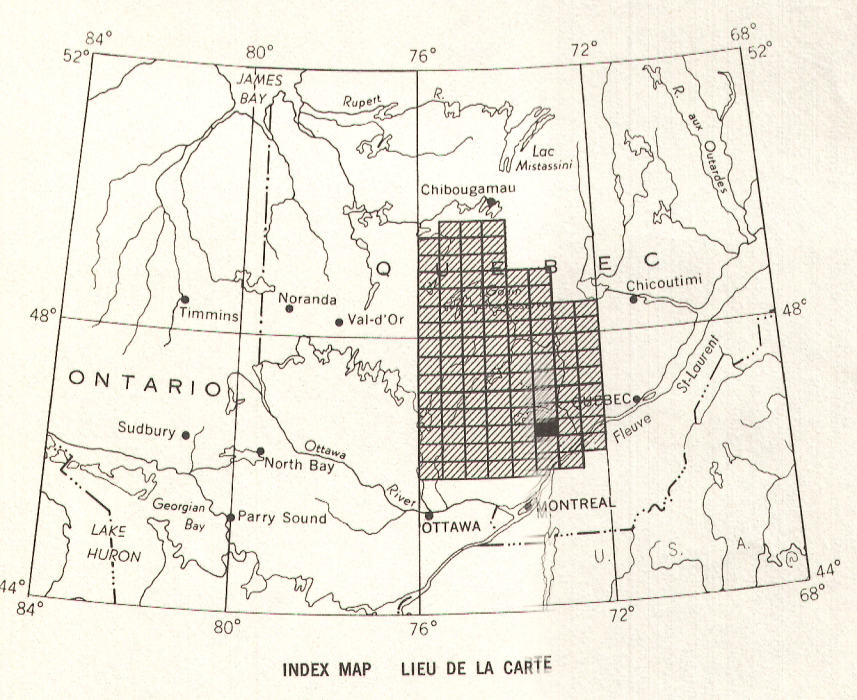 84°
80°
76°
72°
68°
52°
52°
JAMES
BAY
Rupert R.
R. aux Outardes
Lac
Mistassini
Chibougamau
Q U E B E C
Gouin
Chicoutimi
Noranda
Timmins
Val-d'Or
48°
48°
St-Laurent
ONTARIO
QUEBEC
Fleuve
Sudbury
Ottawa
North Bay
River
Georgian
Bay
Parry Sound
OTTAWA
MONTREAL
LAKE
HURON
U. S. A.
44°
44°
84°
80°
76°
72°
68°
INDEX MAP LIEU DE LA CARTE